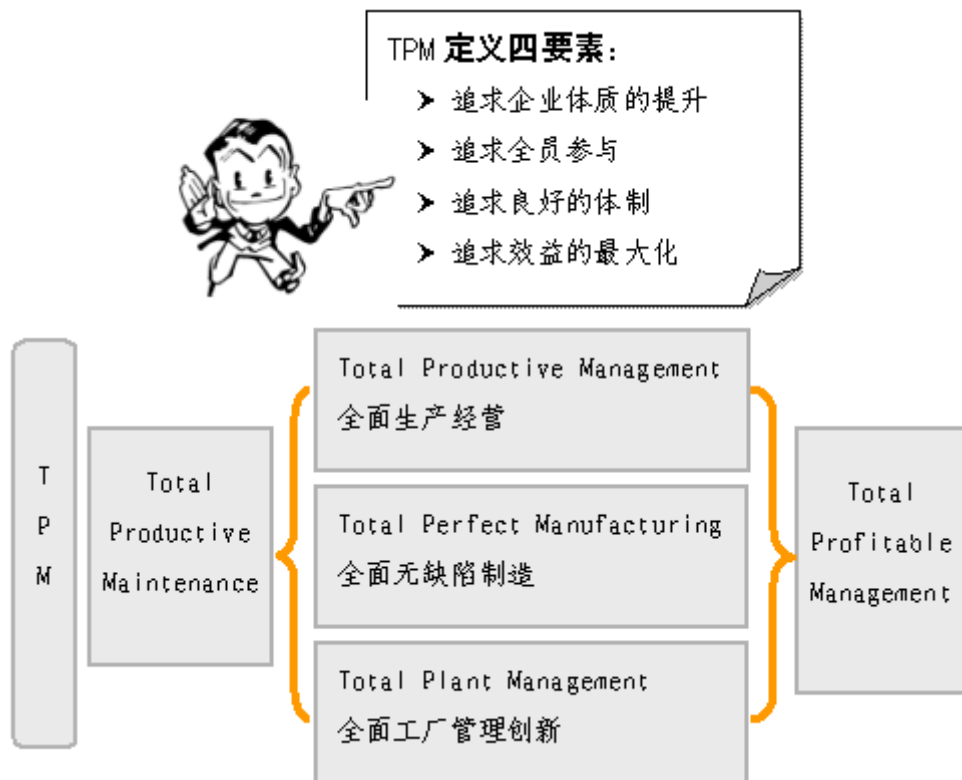 TPM 定义四要素:
➤ 追求企业体质的提升
➤ 追求全员参与
➤ 追求良好的体制
➤ 追求效益的最大化
T
P
M
Total
Productive
Maintenance
Total Productive Management
全面生产经营
Total Perfect Manufacturing
全面无缺陷制造
Total Plant Management
全面工厂管理创新
Total
Profitable
Management